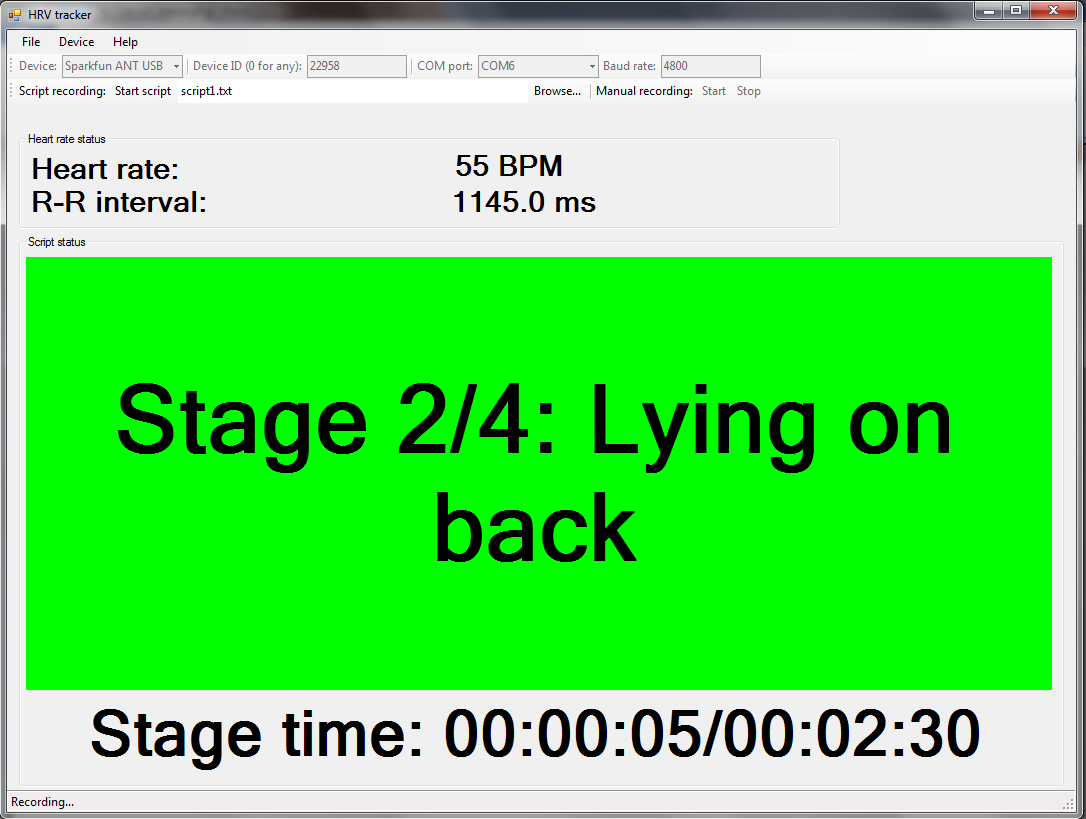 HRV tracker
File Device Help
Device: Sparkfun ANT USB Device ID (0 for any): 22958 COM port: COM6 Baud rate: 4800
Script recording: Start script script1.txt Browse... Manual recording: Start Stop
Heart rate status
Heart rate: 55 BPM
R-R interval: 1145.0 ms
Script status
Stage 2/4: Lying on
back
Stage time: 00:00:05/00:02:30
Recording...